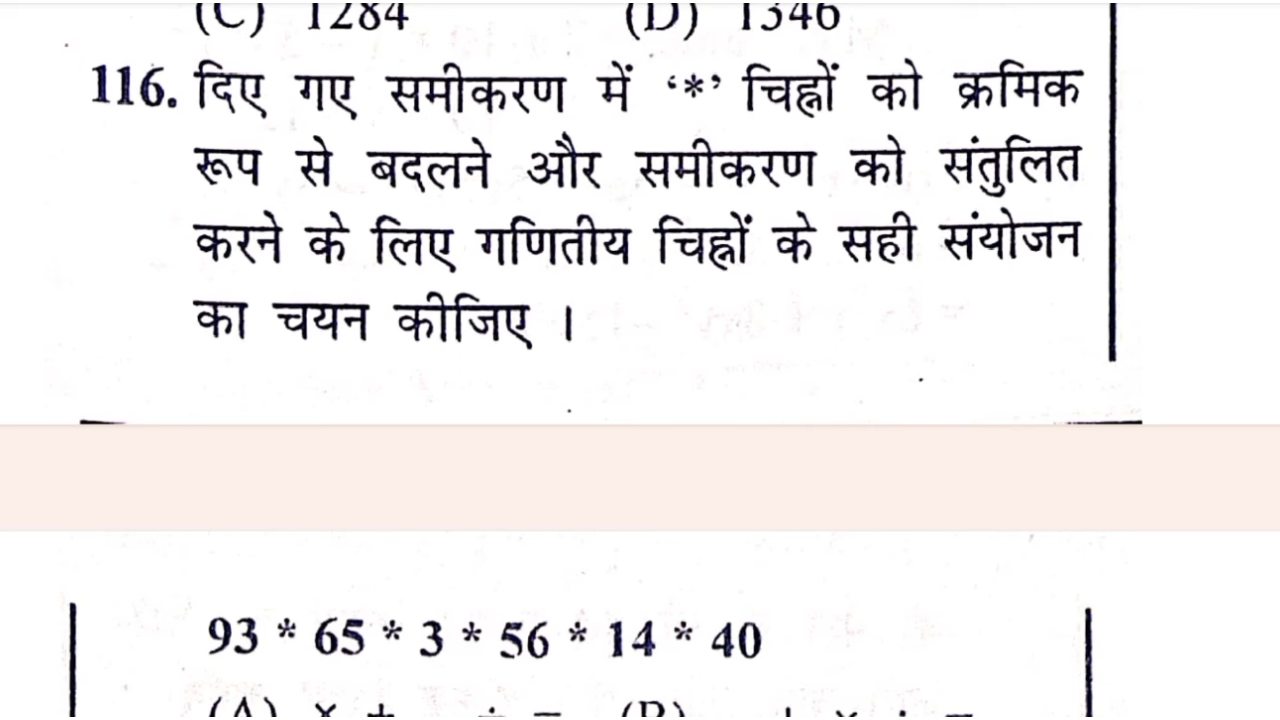 (C) 1284 (D) 1346
116. दिए गए समीकरण में ‘*’ चिह्नों को क्रमिक
रूप से बदलने और समीकरण को संतुलित
करने के लिए गणितीय चिह्नों के सही संयोजन
का चयन कीजिए ।
93 * 65 * 3 * 56 * 14 * 40
(A) × + - ÷ = (B) - + × ÷ =